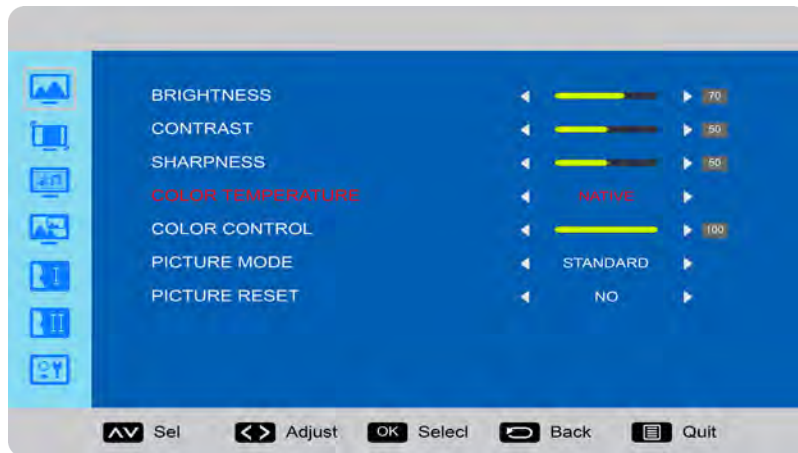 BRIGHTNESS 70
CONTRAST 50
SHARPNESS 50
COLOR TEMPERATURE NATIVE
COLOR CONTROL 100
PICTURE MODE STANDARD
PICTURE RESET NO
Sel Adjust OK Selecl Back Quit